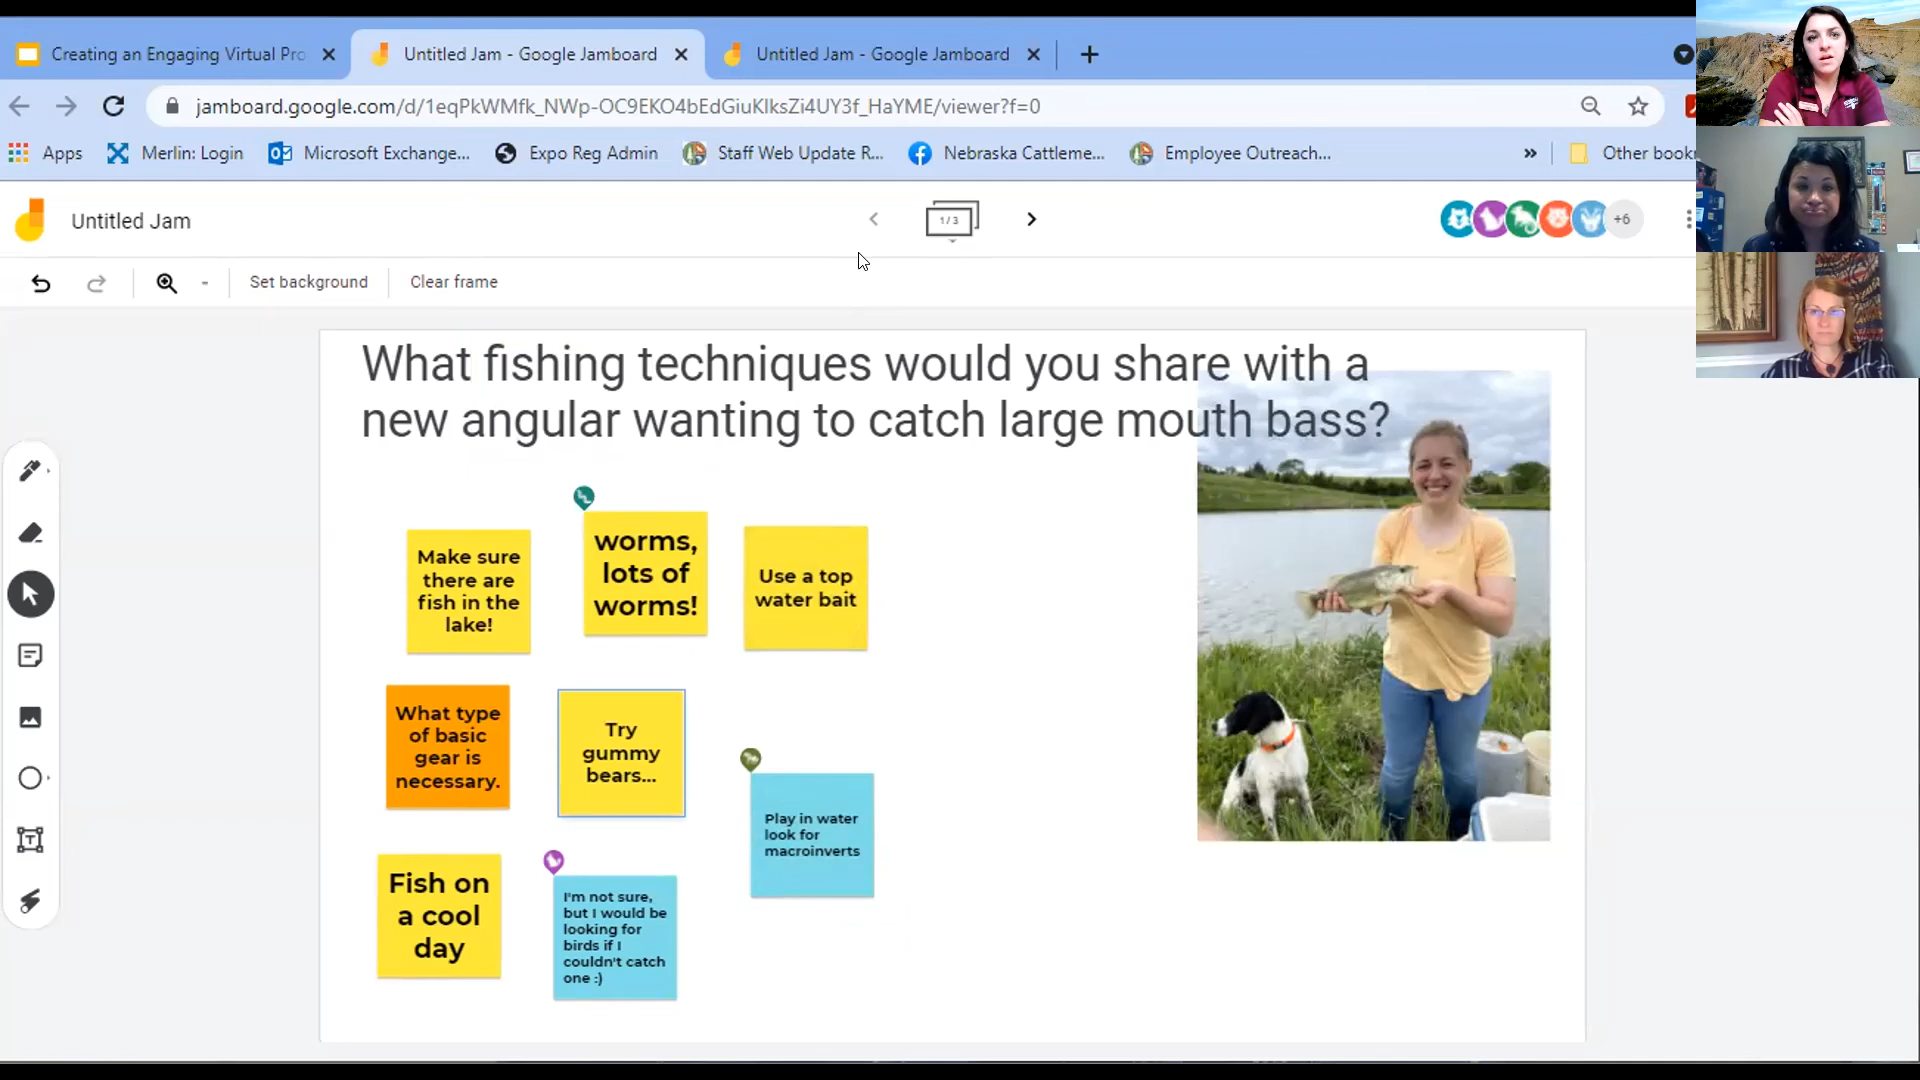 Creating an Engaging Virtual Pro
Untitled Jam - Google Jamboard
Untitled Jam - Google Jamboard
jamboard.google.com/d/1eqPkWMfk_NWp-OC9EKO4bEdGiuKlksZi4UY3f_HaYME/viewer?f=0
Apps
Merlin: Login
Microsoft Exchange...
Expo Reg Admin
Staff Web Update R...
Nebraska Cattleme...
Employee Outreach...
»
Other bookr
Untitled Jam
1/3
+6
Set background
Clear frame
What fishing techniques would you share with a
new angular wanting to catch large mouth bass?
Make sure
there are
fish in the
lake!
worms,
lots of
worms!
Use a top
water bait
What type
of basic
gear is
necessary.
Try
gummy
bears...
Play in water
look for
macroinverts
Fish on
a cool
day
I'm not sure,
but I would be
looking for
birds if I
couldn't catch
one :)